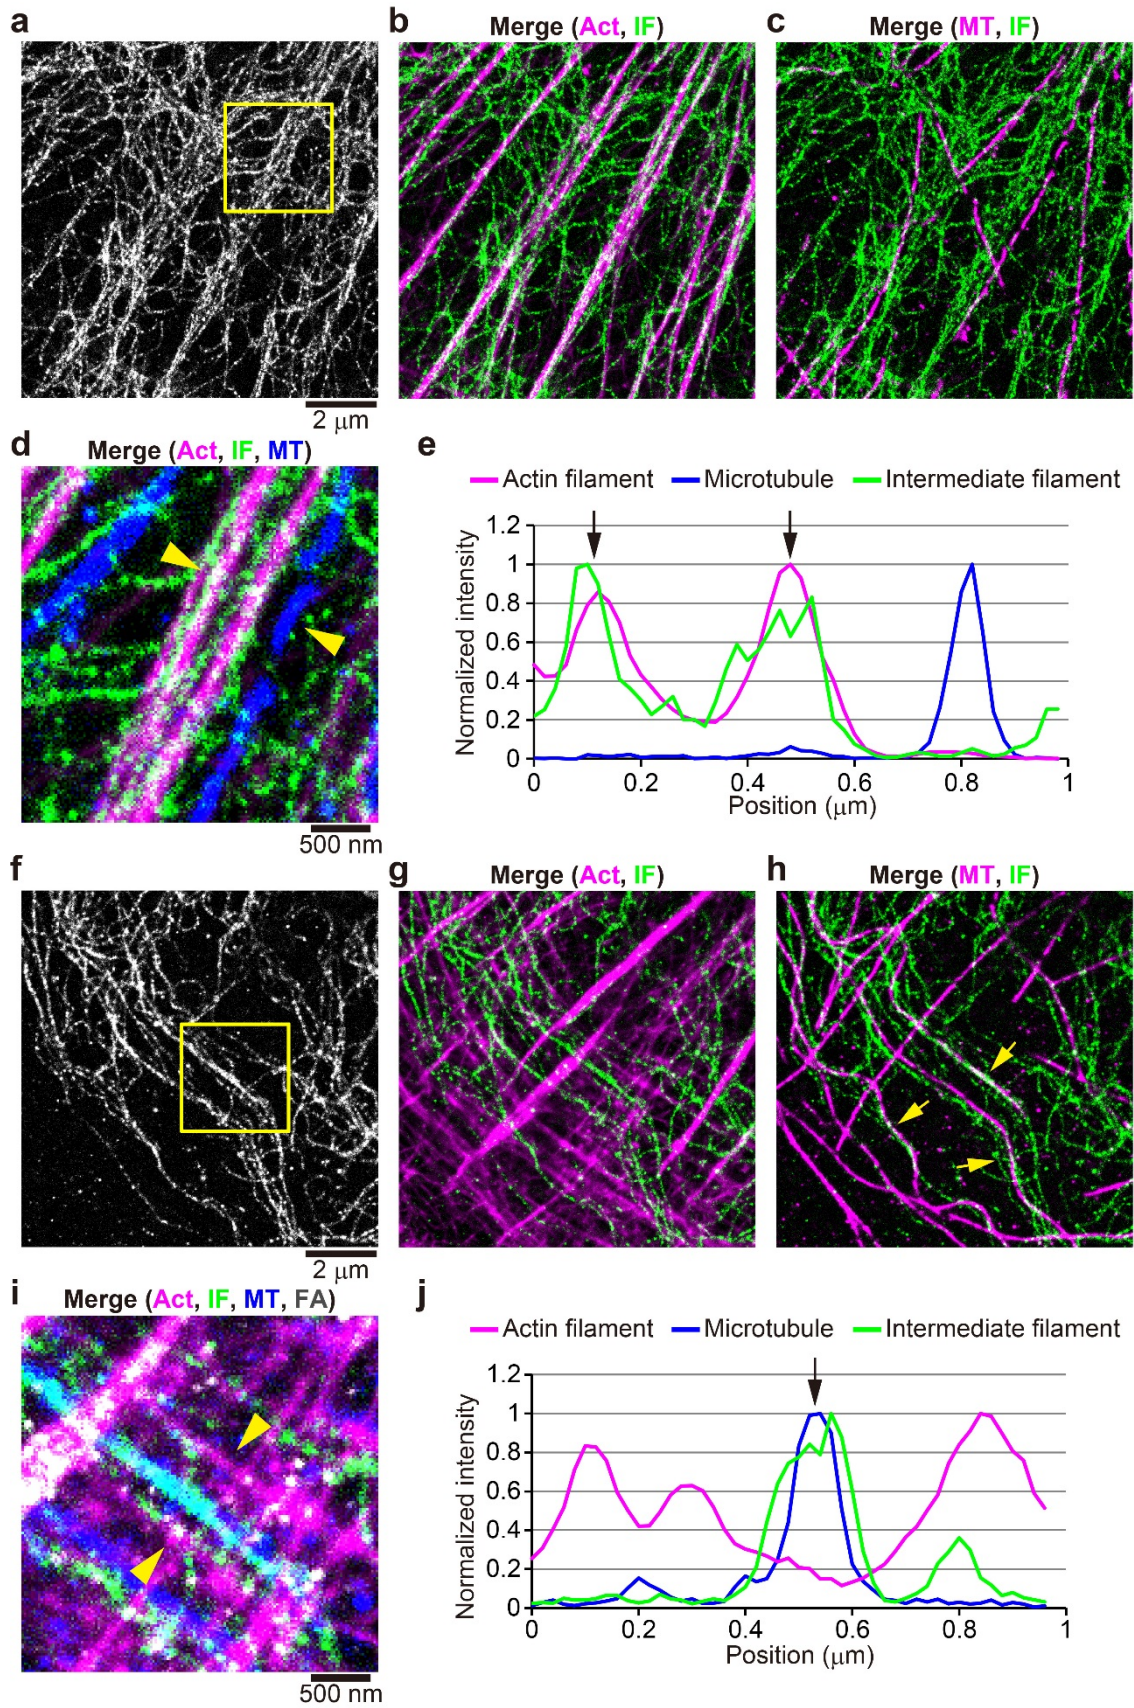 a
b
Merge (Act, IF)
c
Merge (MT, IF)
2 μm
d
Merge (Act, IF, MT)
500 nm
e
Actin filament Microtubule Intermediate filament
Normalized intensity
1.2
1
0.8
0.6
0.4
0.2
0
0 0.2 0.4 0.6 0.8 1
Position (μm)
f
g
Merge (Act, IF)
h
Merge (MT, IF)
2 μm
i
Merge (Act, IF, MT, FA)
500 nm
j
Actin filament Microtubule Intermediate filament
Normalized intensity
1.2
1
0.8
0.6
0.4
0.2
0
0 0.2 0.4 0.6 0.8 1
Position (μm)